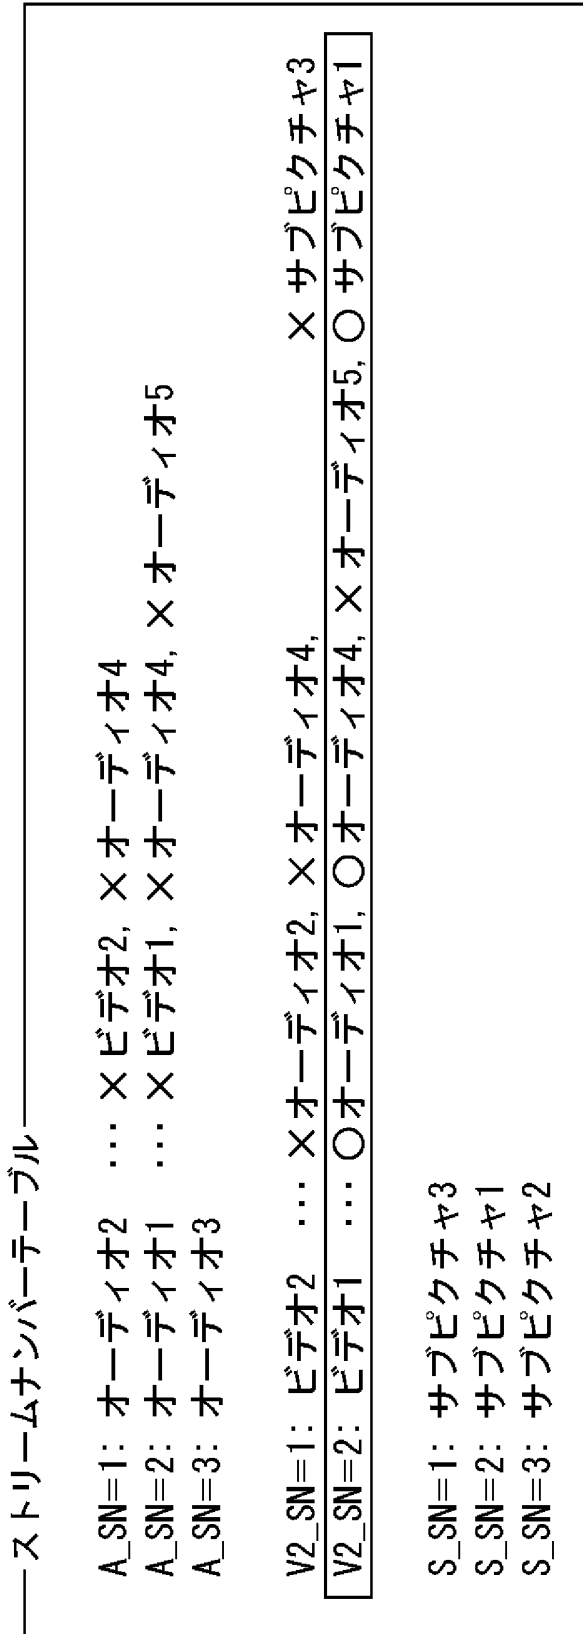 ストリームナンバーテーブル
A_SN=1: オーディオ2 ... ×ビデオ2, ×オーディオ4
A_SN=2: オーディオ1 ... ×ビデオ1, ×オーディオ4, ×オーディオ5
A_SN=3: オーディオ3
V2_SN=1: ビデオ2 ... ×オーディオ2, ×オーディオ4, ×サブピクチャ3
V2_SN=2: ビデオ1 ... ○オーディオ1, ○オーディオ4, ×オーディオ5, ○サブピクチャ1
S_SN=1: サブピクチャ3
S_SN=2: サブピクチャ1
S_SN=3: サブピクチャ2